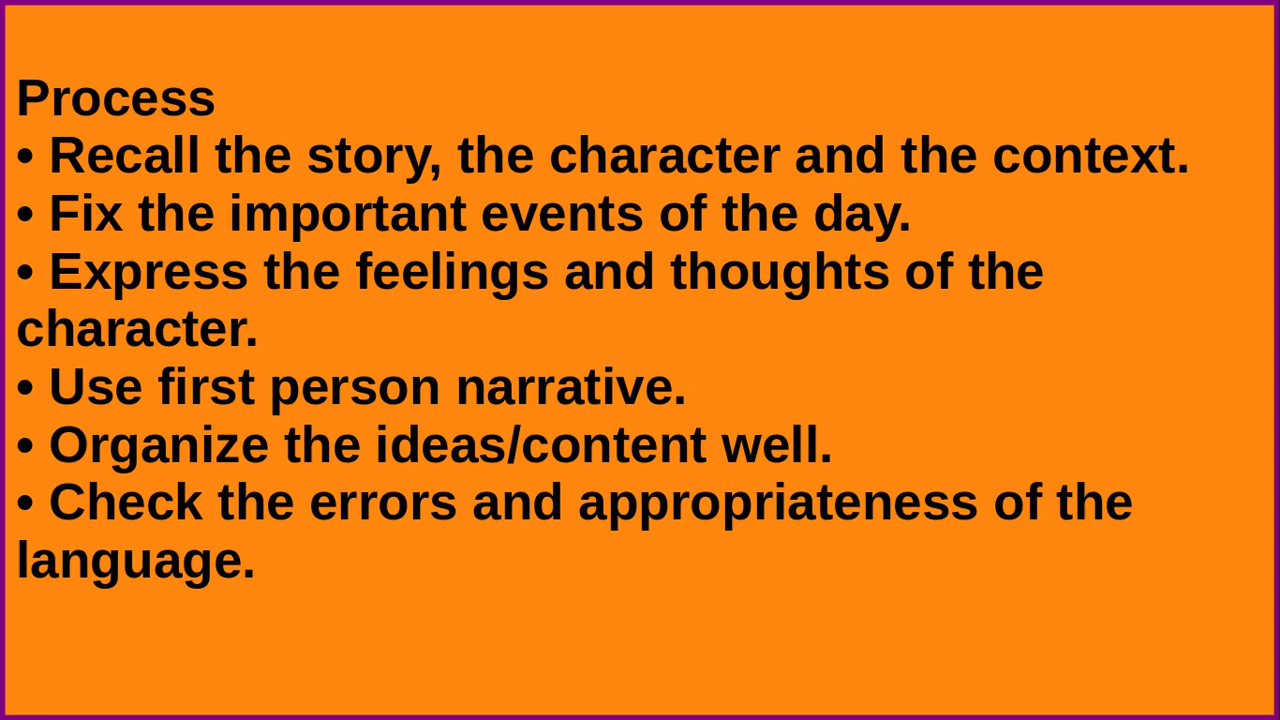 Process
• Recall the story, the character and the context.
• Fix the important events of the day.
• Express the feelings and thoughts of the
character.
• Use first person narrative.
• Organize the ideas/content well.
• Check the errors and appropriateness of the
language.